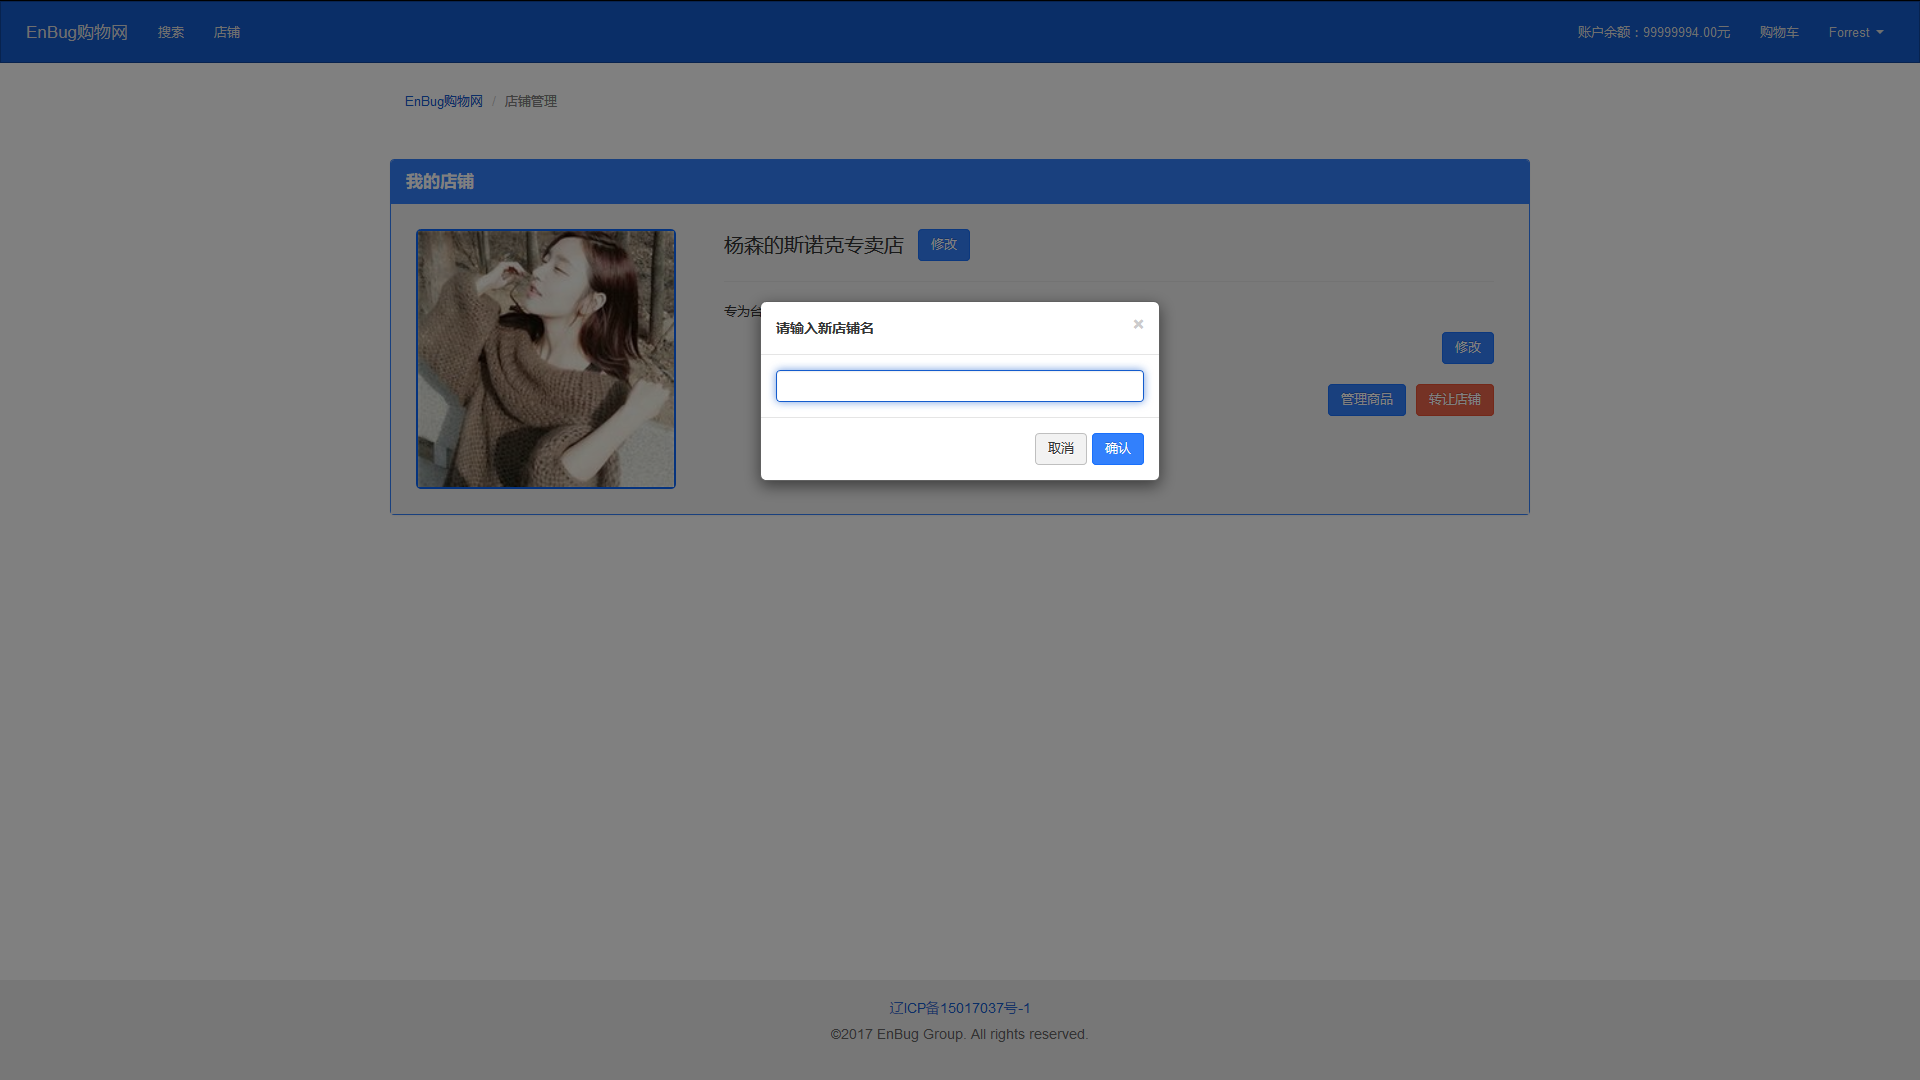 EnBug购物网 搜索 店铺 账户余额：99999994.00元 购物车 Forrest
EnBug购物网 / 店铺管理
我的店铺
杨森的斯诺克专卖店 修改
专为台
请输入新店铺名 ×
修改
管理商品 转让店铺
取消 确认
辽ICP备15017037号-1
©2017 EnBug Group. All rights reserved.